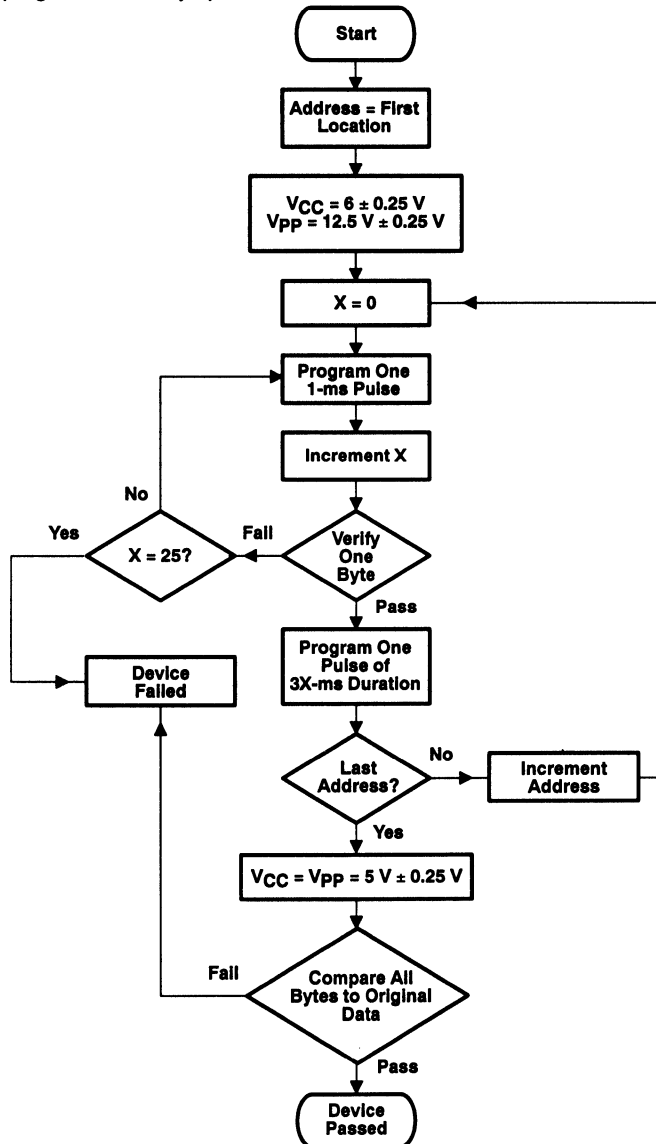 Start
Address = First
Location
VCC = 6 ± 0.25 V
VPP = 12.5 V ± 0.25 V
X = 0
Program One
1-ms Pulse
Increment X
No
Yes
X = 25?
Fail
Verify
One
Byte
Pass
Program One
Pulse of
3X-ms Duration
Device
Failed
Last
Address?
No
Increment
Address
Yes
VCC = VPP = 5 V ± 0.25 V
Fail
Compare All
Bytes to Original
Data
Pass
Device
Passed